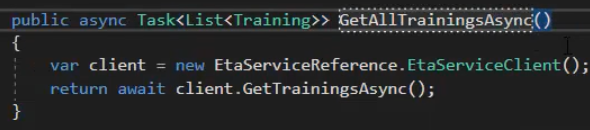 public async Task<List<Training>> GetAllTrainingsAsync()
{
    var client = new EtaServiceReference.EtaServiceClient();
    return await client.GetTrainingsAsync();
}